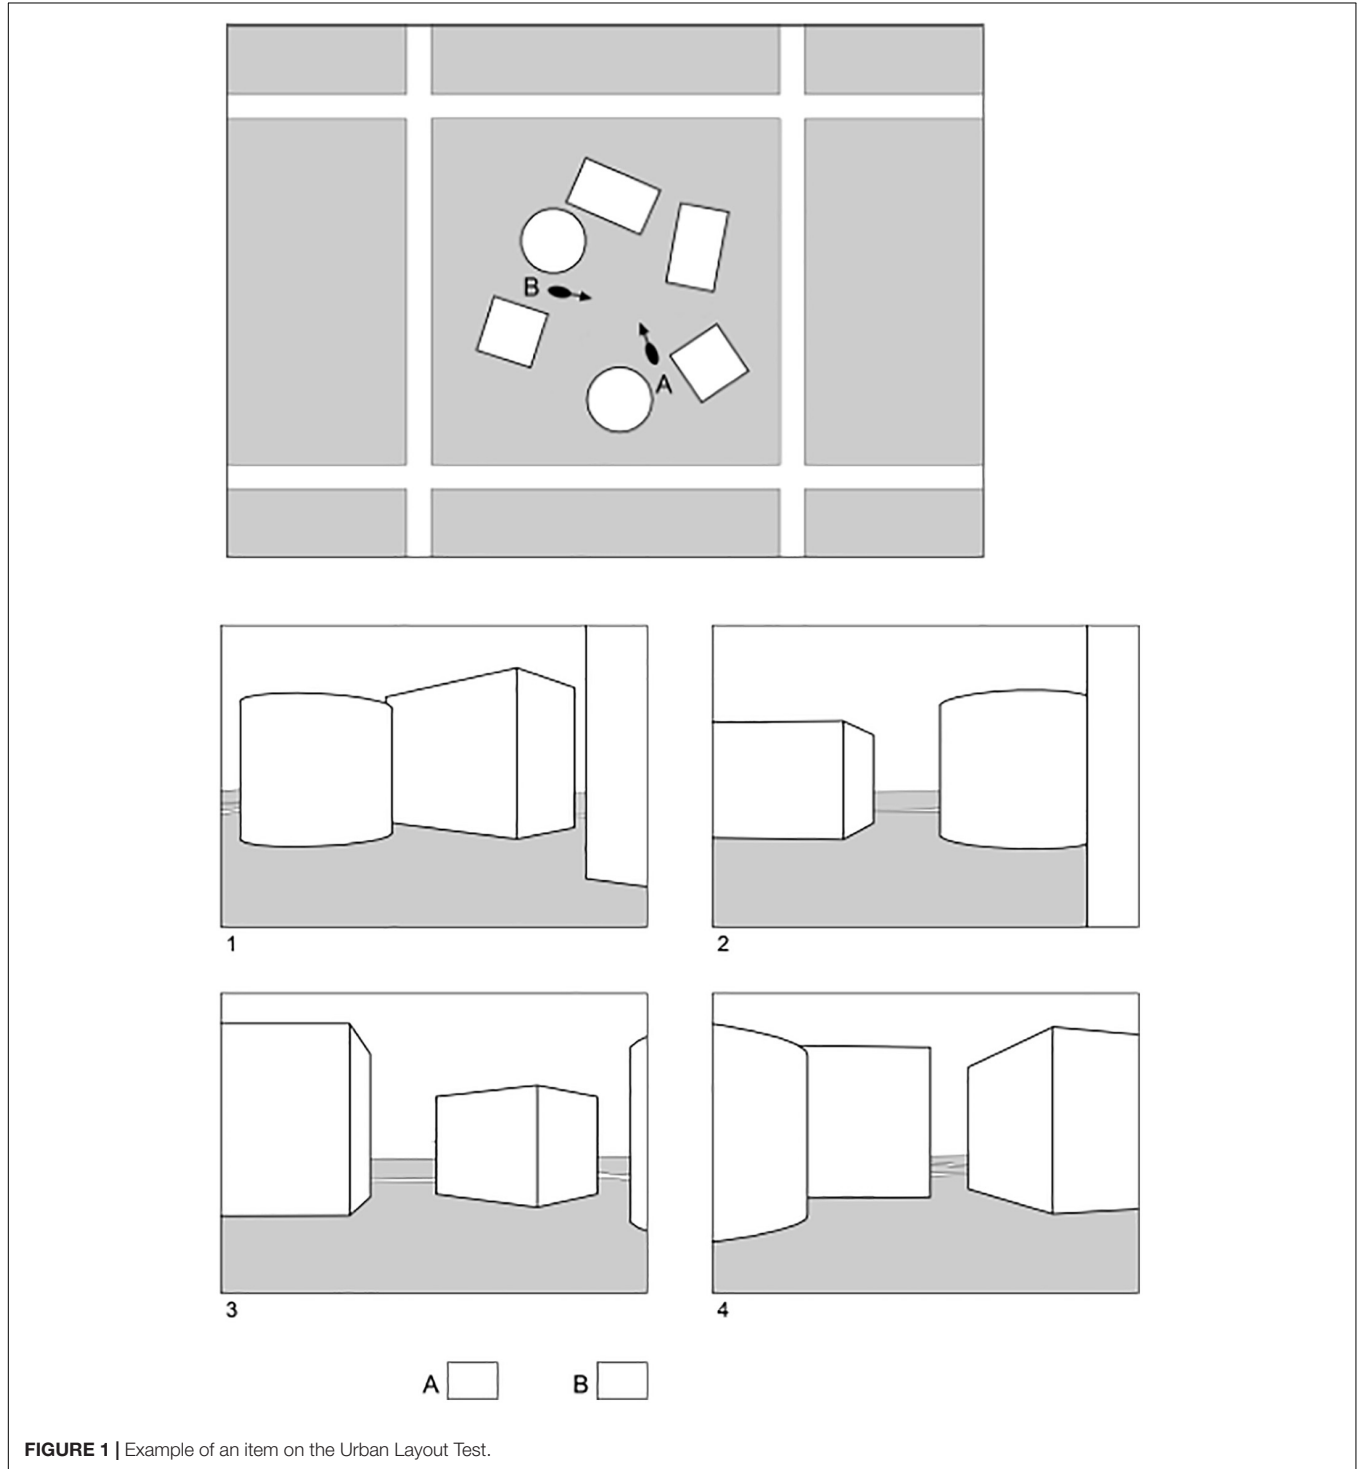 B
A
1
2
3
4
A
B
FIGURE 1 | Example of an item on the Urban Layout Test.